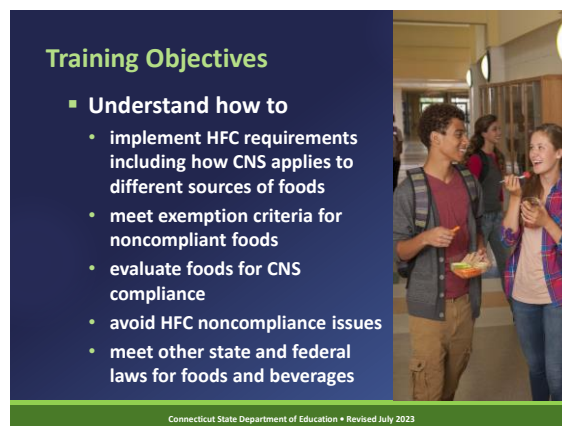 Training Objectives
▪ Understand how to
• implement HFC requirements
including how CNS applies to
different sources of foods
• meet exemption criteria for
noncompliant foods
• evaluate foods for CNS
compliance
• avoid HFC noncompliance issues
• meet other state and federal
laws for foods and beverages
Connecticut State Department of Education • Revised July 2023